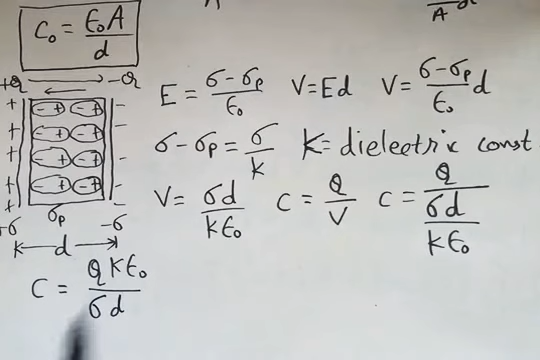 C₀ = ε₀A / d
A
+Q -Q
E = (σ - σₚ) / ε₀ V = Ed V = (σ - σₚ) / ε₀ d
σ - σₚ = σ / K K = dielectric const
V = σd / Kε₀ C = Q / V C = Q / (σd / Kε₀)
+ + + + + + - - - -
- + - +
- + - +
- + - +
- + - +
σₚ
+σ -σ
K d
C = QKε₀ / σd